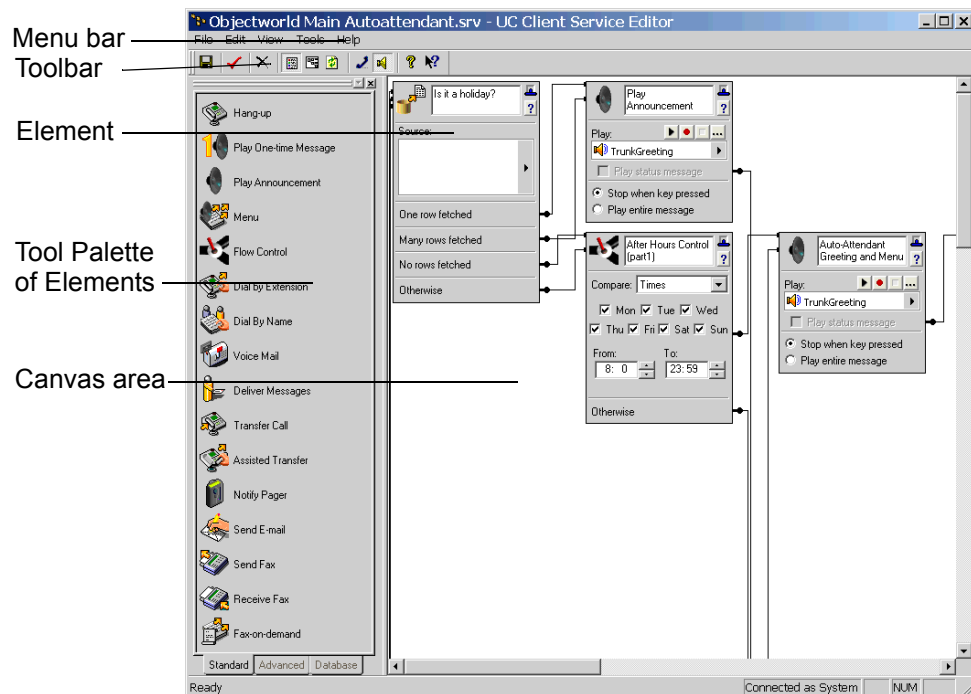 Objectworld Main Autoattendant.srv - UC Client Service Editor
Menu bar
File Edit View Tools Help
Toolbar
Element
Tool Palette
of Elements
Canvas area
Hang-up
Play One-time Message
Play Announcement
Menu
Flow Control
Dial by Extension
Dial By Name
Voice Mail
Deliver Messages
Transfer Call
Assisted Transfer
Notify Pager
Send E-mail
Send Fax
Receive Fax
Fax-on-demand
Standard Advanced Database
Is it a holiday?
?
Source:
One row fetched
Many rows fetched
No rows fetched
Otherwise
Play
Announcement
?
Play:
...
TrunkGreeting
Play status message
Stop when key pressed
Play entire message
After Hours Control
(part1)
?
Compare: Times
Mon Tue Wed
Thu Fri Sat Sun
From: To:
8: 0 23:59
Otherwise
Auto-Attendant
Greeting and Menu
?
Play:
...
TrunkGreeting
Play status message
Stop when key pressed
Play entire message
Ready
Connected as System NUM